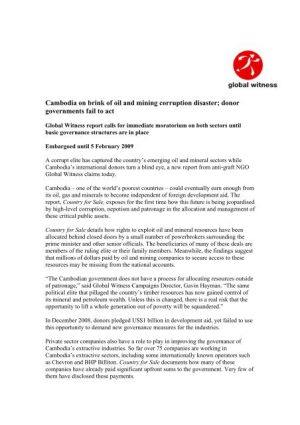 global witness
Cambodia on brink of oil and mining corruption disaster; donor
governments fail to act
Global Witness report calls for immediate moratorium on both sectors until
basic governance structures are in place
Embargoed until 5 February 2009
A corrupt elite has captured the country's emerging oil and mineral sectors while
Cambodia's international donors turn a blind eye, a new report from anti-graft NGO
Global Witness claims today.
Cambodia – one of the world's poorest countries – could eventually earn enough from
its oil, gas and minerals to become independent of foreign development aid. The
report, Country for Sale, exposes for the first time how this future is being jeopardised
by high-level corruption, nepotism and patronage in the allocation and management of
these critical public assets.
Country for Sale details how rights to exploit oil and mineral resources have been
allocated behind closed doors by a small number of powerbrokers surrounding the
prime minister and other senior officials. The beneficiaries of many of these deals are
members of the ruling elite or their family members. Meanwhile, the findings suggest
that millions of dollars paid by oil and mining companies to secure access to these
resources may be missing from the national accounts.
"The Cambodian government does not have a process for allocating resources outside
of patronage," said Global Witness Campaigns Director, Gavin Hayman. "The same
political elite that pillaged the country's timber resources has now gained control of
its mineral and petroleum wealth. Unless this is changed, there is a real risk that the
opportunity to lift a whole generation out of poverty will be squandered."
In December 2008, donors pledged US$1 billion in development aid, yet failed to use
this opportunity to demand new governance measures for the industries.
Private sector companies also have a role to play in improving the governance of
Cambodia's extractive industries. So far over 75 companies are working in
Cambodia's extractive sectors, including some internationally known operators such
as Chevron and BHP Billiton. Country for Sale documents how many of these
companies have already paid significant upfront sums to the government. Very few of
them have disclosed these payments.